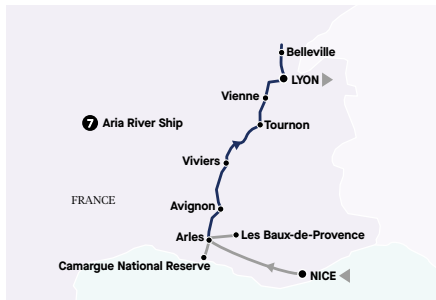 Belleville
LYON
Vienne
Tournon
7 Aria River Ship
Viviers
FRANCE
Avignon
Arles
Les Baux-de-Provence
Camargue National Reserve
NICE